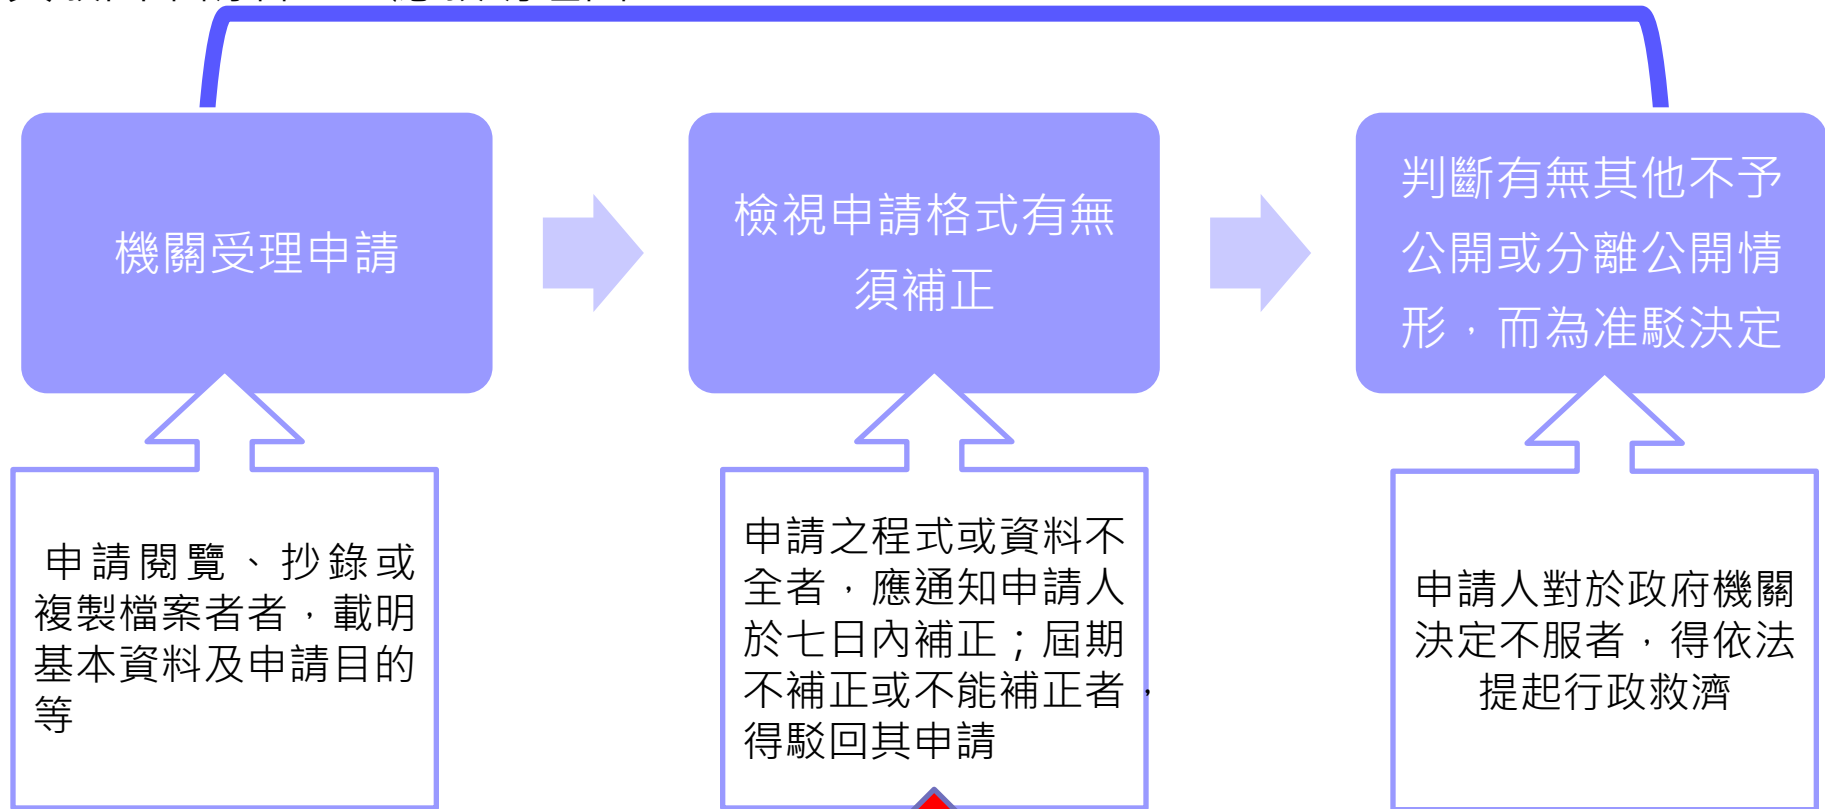 機關受理申請
檢視申請格式有無
須補正
判斷有無其他不予
公開或分離公開情
形，而為准駁決定
申請閱覽、抄錄或
複製檔案者者，載明
基本資料及申請目的
等
申請之程式或資料不
全者，應通知申請人
於七日內補正；屆期
不補正或不能補正者，
得駁回其申請
申請人對於政府機關
決定不服者，得依法
提起行政救濟